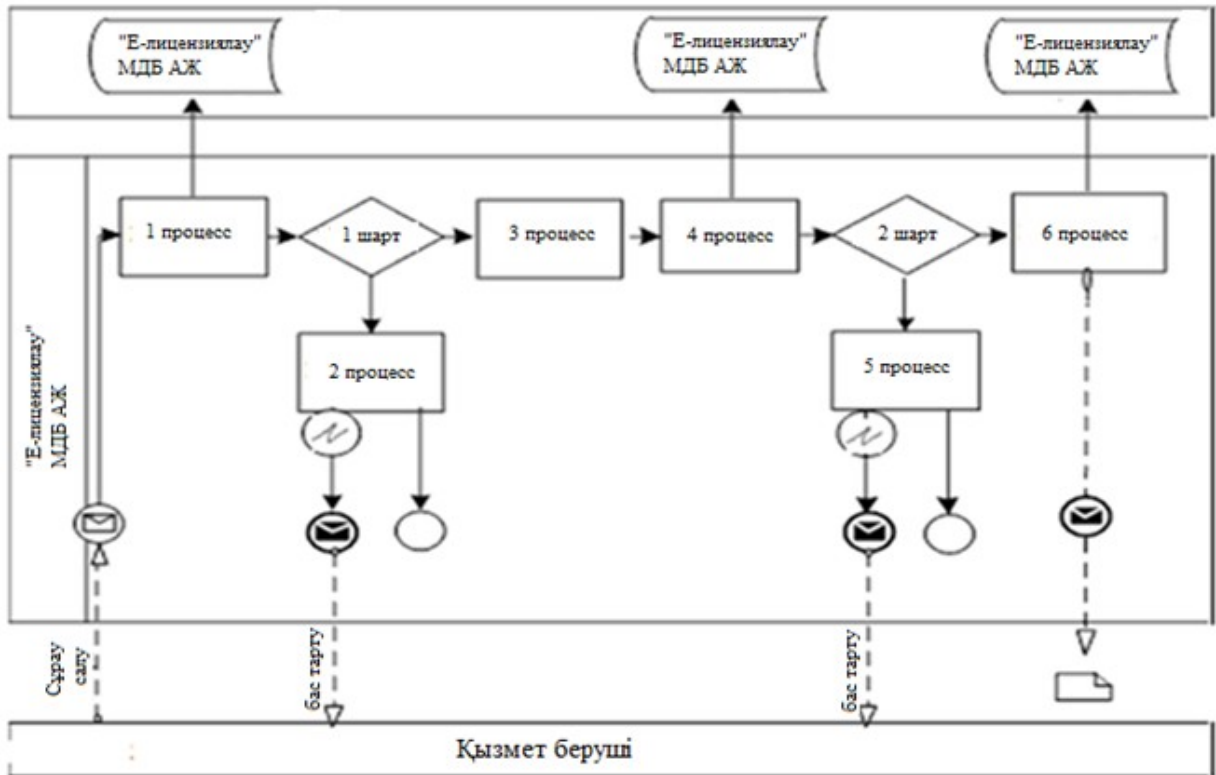 "Е-лицензиялау"
МДБ АЖ
"Е-лицензиялау"
МДБ АЖ
"Е-лицензиялау"
МДБ АЖ
1 процесс
1 шарт
3 процесс
4 процесс
2 шарт
6 процесс
2 процесс
5 процесс
"Е-лицензиялау"
МДБ АЖ
Сұрау
салу
бас тарту
бас тарту
Қызмет беруші